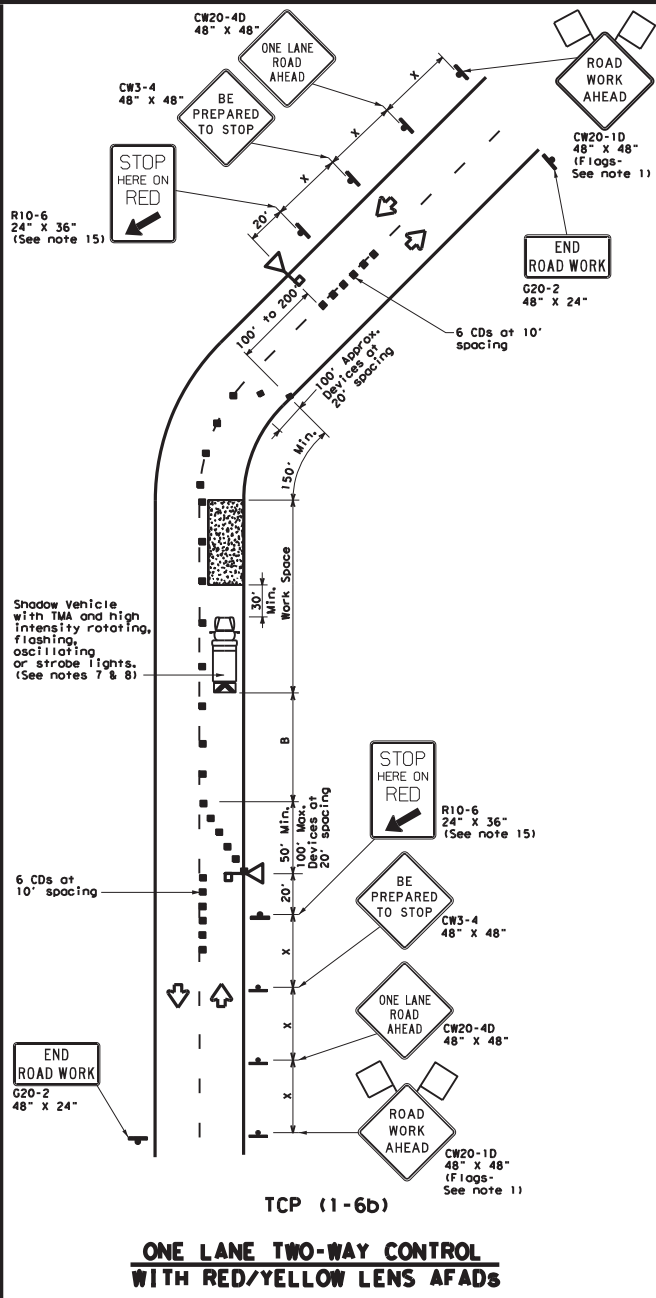 CW20-4D
48" X 48"
ONE LANE
ROAD
AHEAD
CW3-4
48" X 48"
BE
PREPARED
TO STOP
STOP
HERE ON
RED
R10-6
24" X 36"
(See note 15)
ROAD
WORK
AHEAD
CW20-1D
48" X 48"
(Flags-
See note 1)
X
X
X
20'
END
ROAD WORK
G20-2
48" X 24"
100' to 200'
6 CDs at 10'
spacing
100' Approx.
Devices at
20' spacing
150' Min.
Work Space
30'
Min.
Shadow Vehicle
with TMA and high
intensity rotating,
flashing,
oscillating
or strobe lights.
(See notes 7 & 8)
B
50' Min.
100' Max.
Devices at
20' spacing
20'
STOP
HERE ON
RED
R10-6
24" X 36"
(See note 15)
6 CDs at
10' spacing
BE
PREPARED
TO STOP
CW3-4
48" X 48"
X
ONE LANE
ROAD
AHEAD
CW20-4D
48" X 48"
X
END
ROAD WORK
G20-2
48" X 24"
X
ROAD
WORK
AHEAD
CW20-1D
48" X 48"
(Flags-
See note 1)
TCP (1-6b)
ONE LANE TWO-WAY CONTROL
WITH RED/YELLOW LENS AFADs